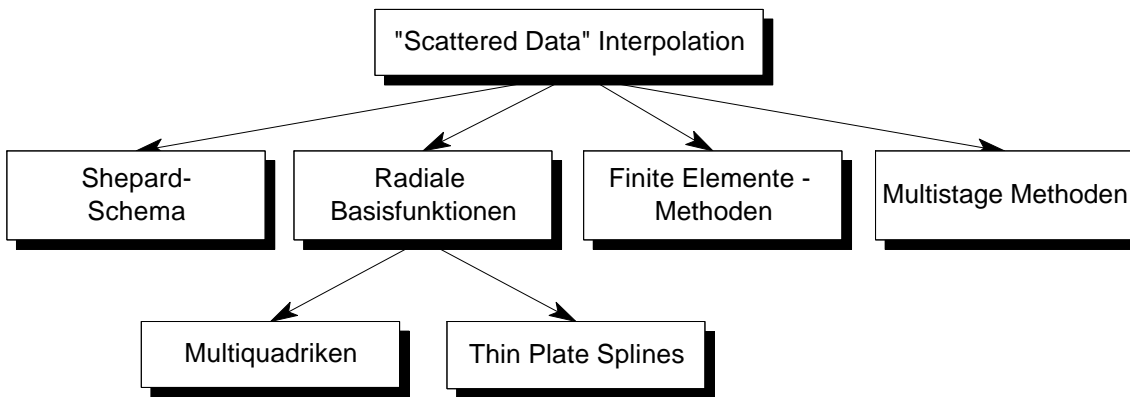 "Scattered Data" Interpolation
Shepard-
Schema
Radiale
Basisfunktionen
Finite Elemente -
Methoden
Multistage Methoden
Multiquadriken
Thin Plate Splines